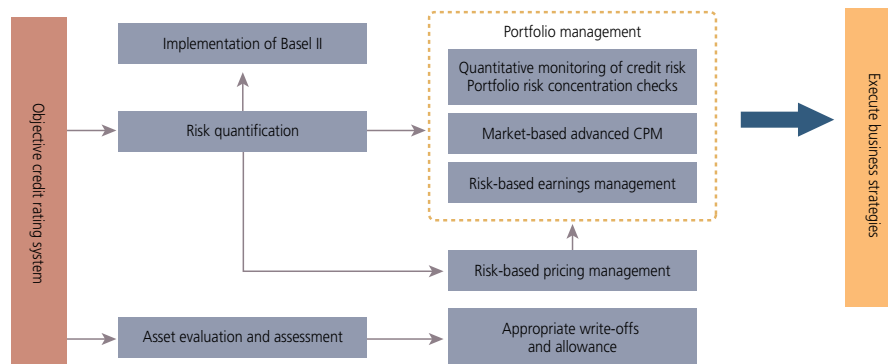 Objective credit rating system
Implementation of Basel II
Risk quantification
Asset evaluation and assessment
Portfolio management
Quantitative monitoring of credit risk
Portfolio risk concentration checks
Market-based advanced CPM
Risk-based earnings management
Risk-based pricing management
Appropriate write-offs
and allowance
Execute business
strategies